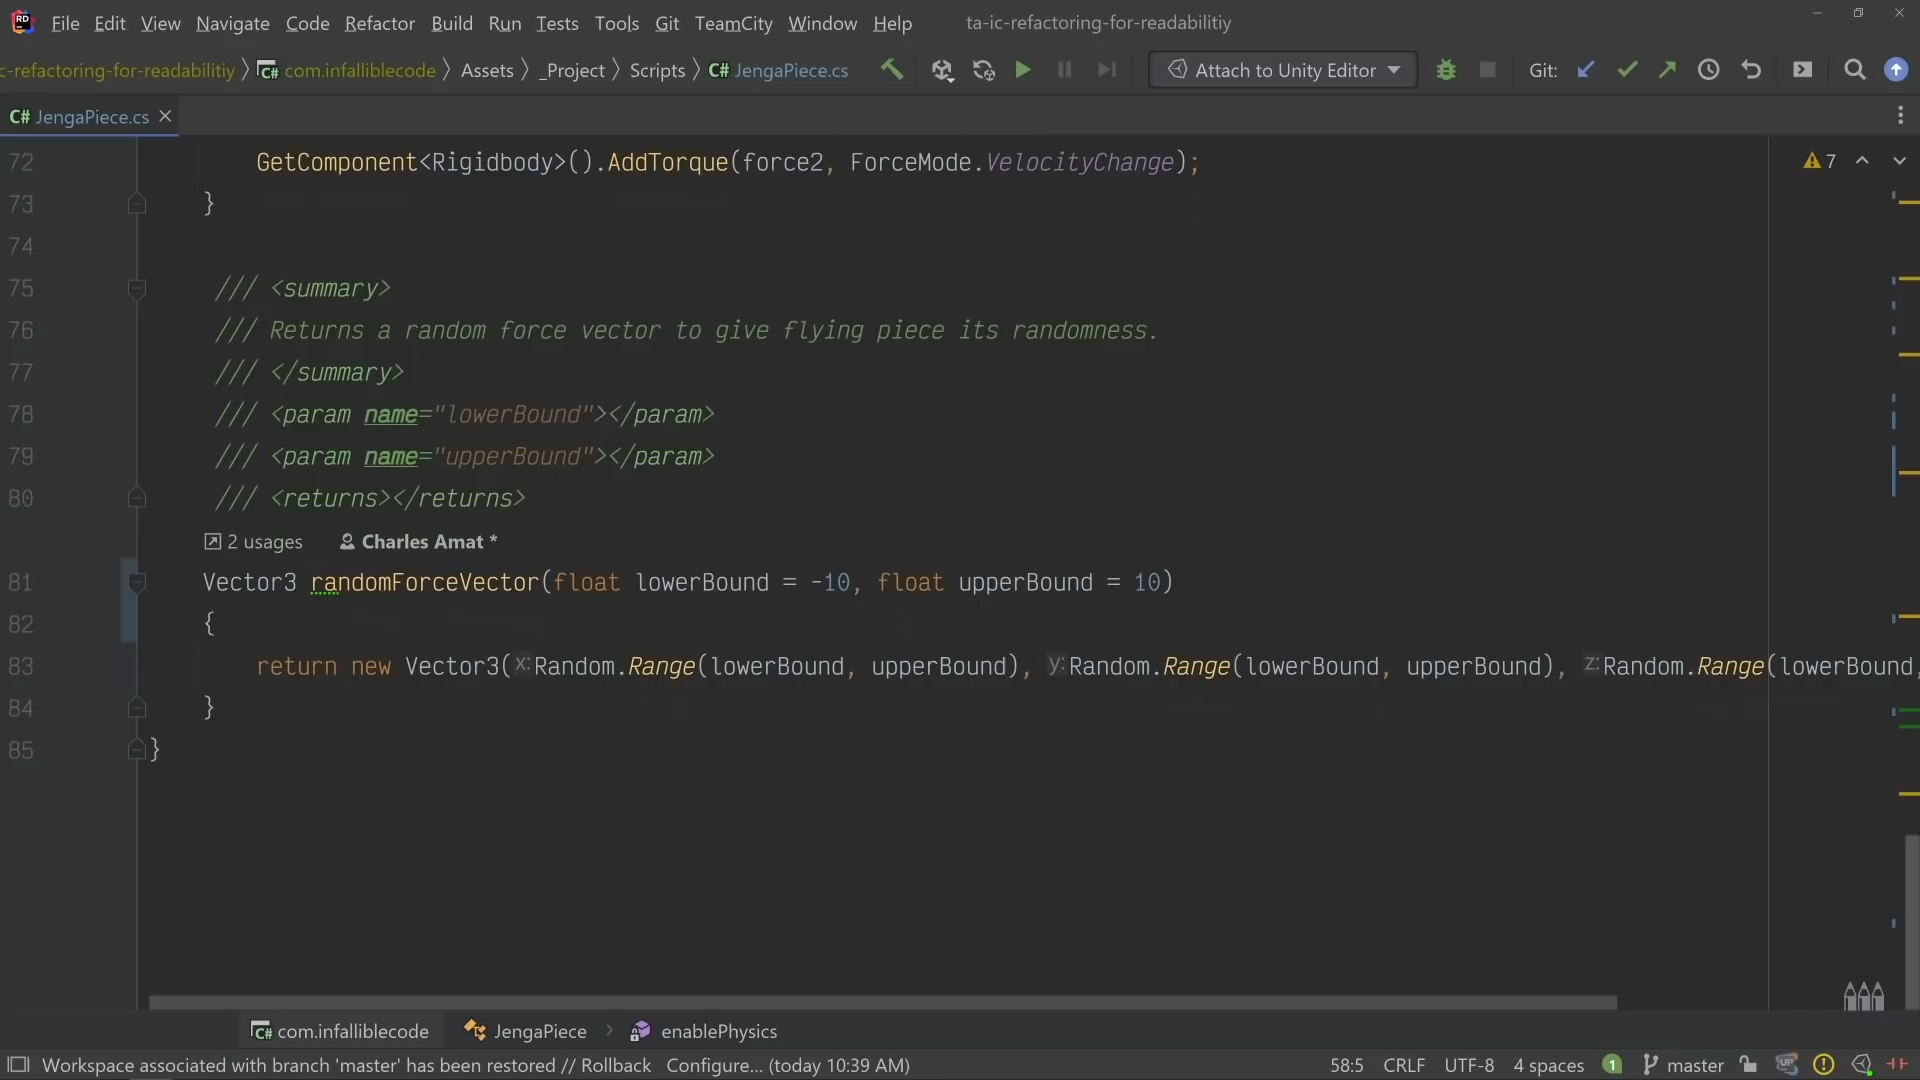 RD File Edit View Navigate Code Refactor Build Run Tests Tools Git TeamCity Window Help ta-ic-refactoring-for-readabilitiy
c-refactoring-for-readabilitiy C# com.infalliblecode Assets _Project Scripts C# JengaPiece.cs Attach to Unity Editor Git:
C# JengaPiece.cs
72 GetComponent<Rigidbody>().AddTorque(force2, ForceMode.VelocityChange); 7
73 }
74
75 /// <summary>
76 /// Returns a random force vector to give flying piece its randomness.
77 /// </summary>
78 /// <param name="lowerBound"></param>
79 /// <param name="upperBound"></param>
80 /// <returns></returns>
2 usages Charles Amat *
81 Vector3 randomForceVector(float lowerBound = -10, float upperBound = 10)
82 {
83 return new Vector3(x:Random.Range(lowerBound, upperBound), y:Random.Range(lowerBound, upperBound), z:Random.Range(lowerBound,
84 }
85 }
C# com.infalliblecode JengaPiece enablePhysics
Workspace associated with branch 'master' has been restored // Rollback Configure... (today 10:39 AM) 58:5 CRLF UTF-8 4 spaces 1 master UP